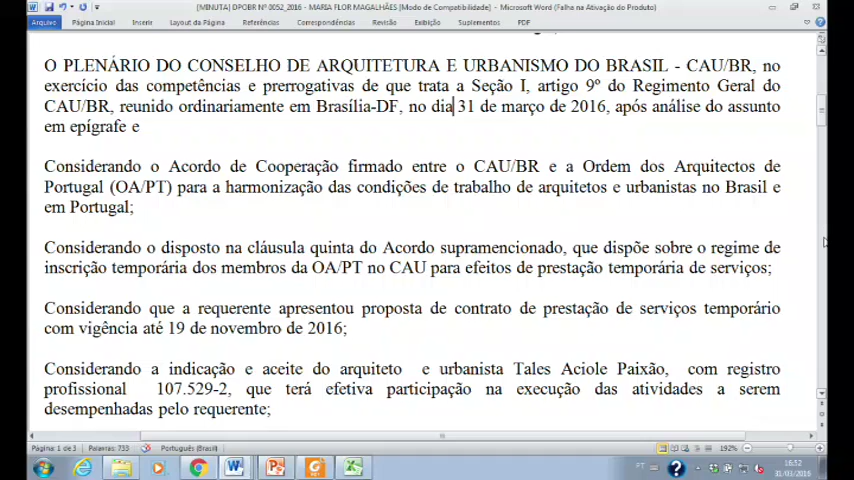 [MINUTA] DPOBR Nº 0052_2016 - MARIA FLOR MAGALHÃES [Modo de Compatibilidade] - Microsoft Word (Falha na Ativação do Produto)
Arquivo Página Inicial Inserir Layout da Página Referências Correspondências Revisão Exibição Suplementos PDF
O PLENÁRIO DO CONSELHO DE ARQUITETURA E URBANISMO DO BRASIL - CAU/BR, no
exercício das competências e prerrogativas de que trata a Seção I, artigo 9º do Regimento Geral do
CAU/BR, reunido ordinariamente em Brasília-DF, no dia 31 de março de 2016, após análise do assunto
em epígrafe e
Considerando o Acordo de Cooperação firmado entre o CAU/BR e a Ordem dos Arquitectos de
Portugal (OA/PT) para a harmonização das condições de trabalho de arquitetos e urbanistas no Brasil e
em Portugal;
Considerando o disposto na cláusula quinta do Acordo supramencionado, que dispõe sobre o regime de
inscrição temporária dos membros da OA/PT no CAU para efeitos de prestação temporária de serviços;
Considerando que a requerente apresentou proposta de contrato de prestação de serviços temporário
com vigência até 19 de novembro de 2016;
Considerando a indicação e aceite do arquiteto e urbanista Tales Aciole Paixão, com registro
profissional 107.529-2, que terá efetiva participação na execução das atividades a serem
desempenhadas pelo requerente;
Página: 1 de 3 Palavras: 733 Português (Brasil) 192%
PT 16:52
31/03/2016